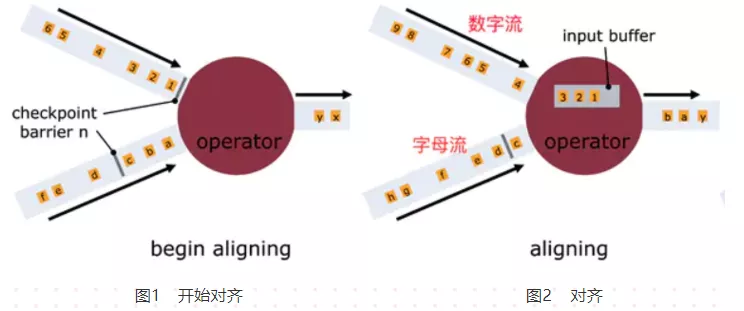 6 5 4 3 2 1
checkpoint
barrier n
f e d c b a
operator
y x
begin aligning
图1 开始对齐
数字流
9 8 7 6 5 4
input buffer
3 2 1
operator
b a y
字母流
h g f e d c
aligning
图2 对齐